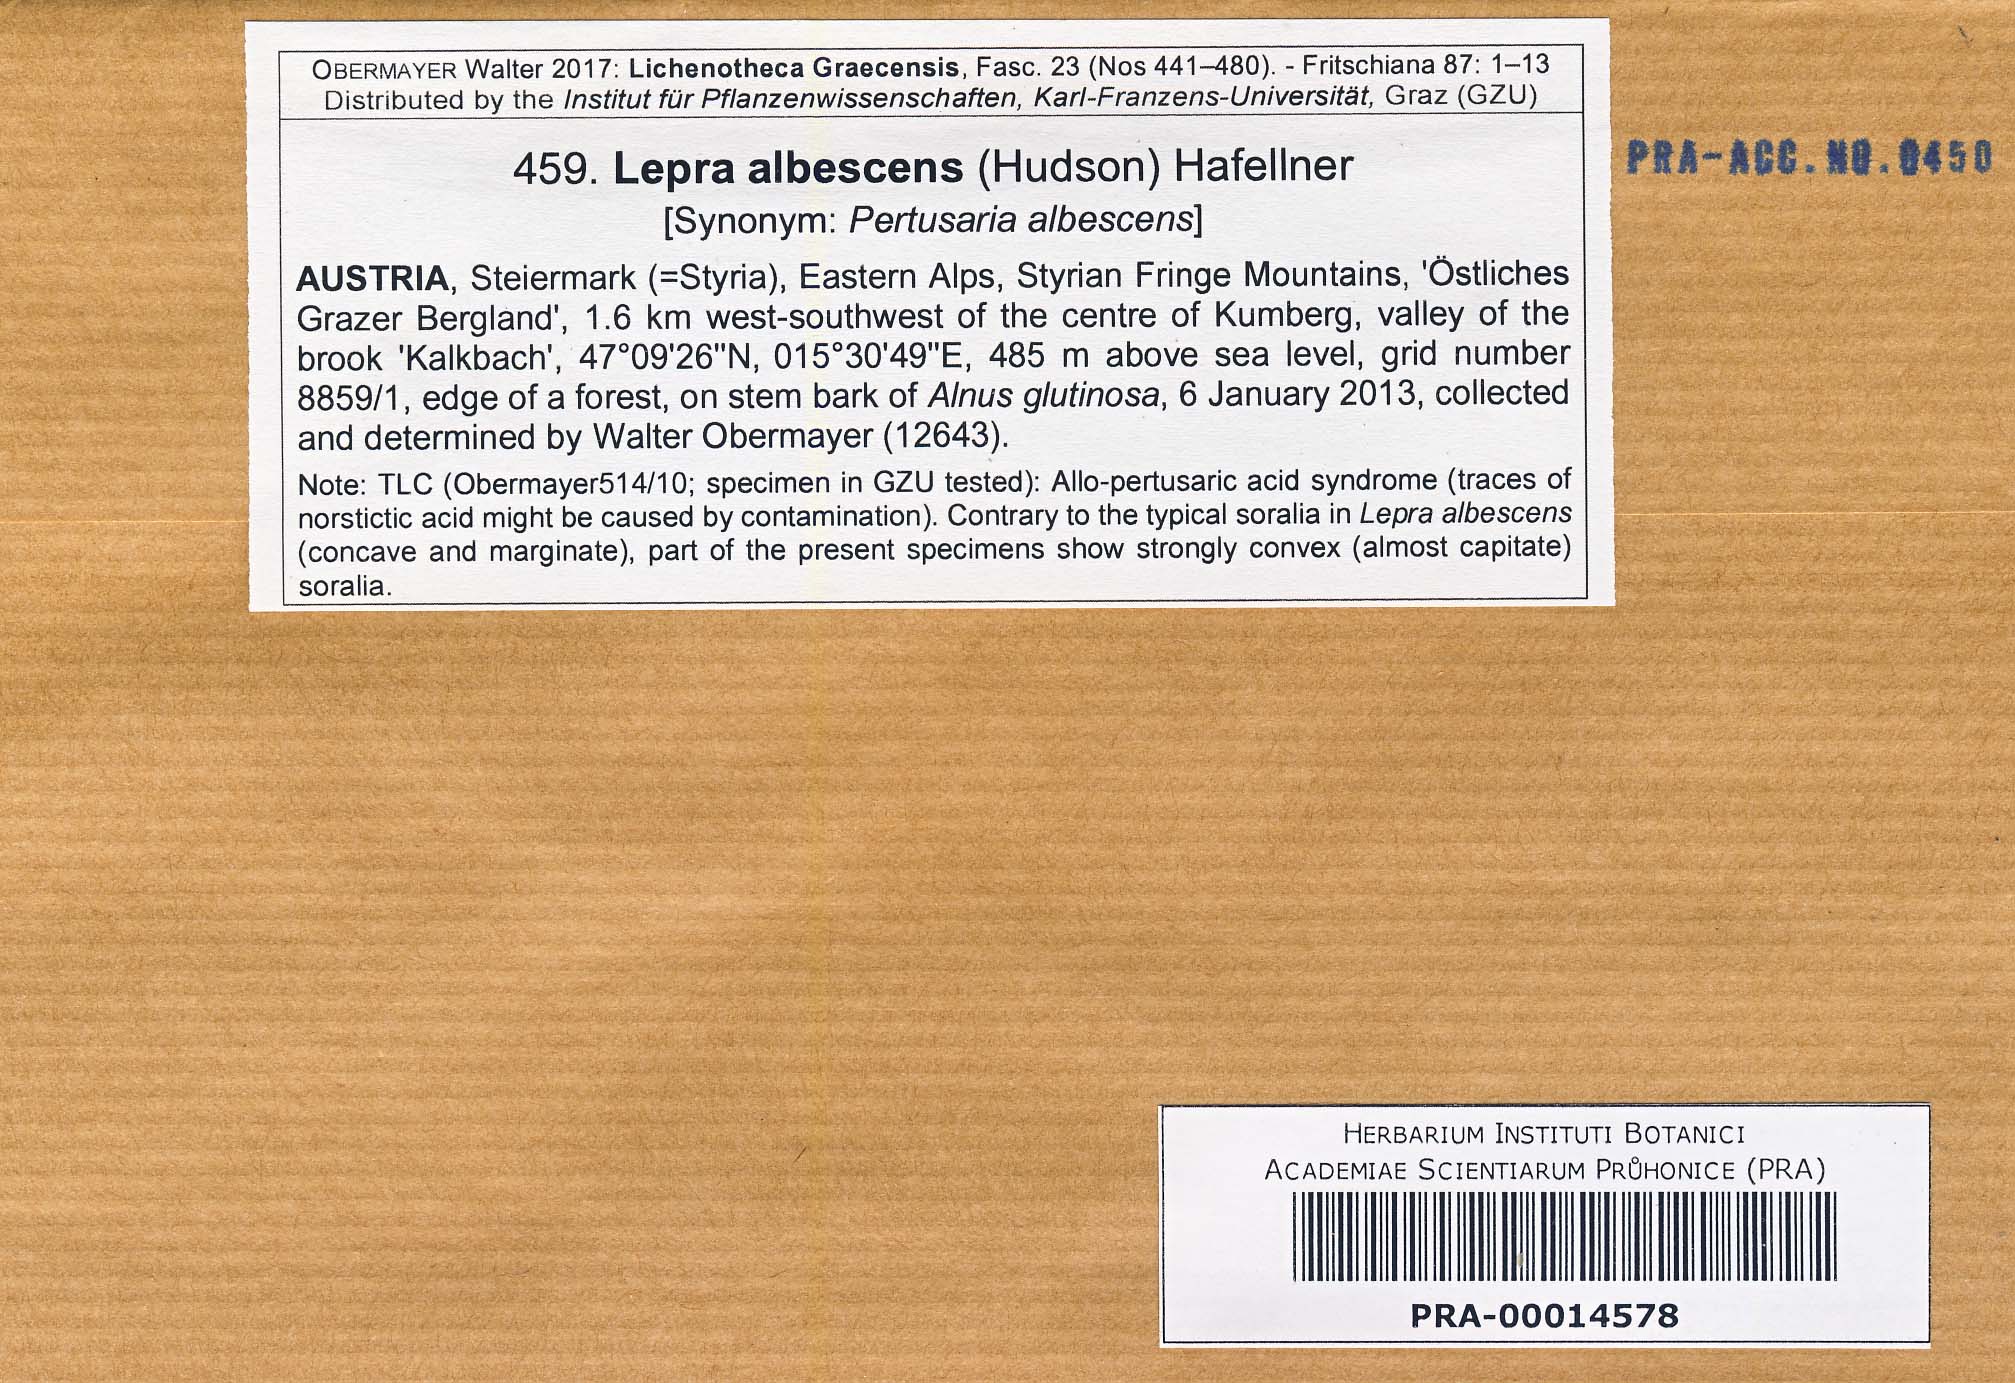 OBERMAYER Walter 2017: Lichenotheca Graecensis, Fasc. 23 (Nos 441–480). - Fritschiana 87: 1–13
Distributed by the Institut für Pflanzenwissenschaften, Karl-Franzens-Universität, Graz (GZU)
PRA-ACC.NO.0450
459. Lepra albescens (Hudson) Hafellner
[Synonym: Pertusaria albescens]
AUSTRIA, Steiermark (=Styria), Eastern Alps, Styrian Fringe Mountains, 'Östliches
Grazer Bergland', 1.6 km west-southwest of the centre of Kumberg, valley of the
brook 'Kalkbach', 47°09'26"N, 015°30'49"E, 485 m above sea level, grid number
8859/1, edge of a forest, on stem bark of Alnus glutinosa, 6 January 2013, collected
and determined by Walter Obermayer (12643).
Note: TLC (Obermayer514/10; specimen in GZU tested): Allo-pertusaric acid syndrome (traces of
norstictic acid might be caused by contamination). Contrary to the typical soralia in Lepra albescens
(concave and marginate), part of the present specimens show strongly convex (almost capitate)
soralia.
HERBARIUM INSTITUTI BOTANICI
ACADEMIAE SCIENTIARUM PRŮHONICE (PRA)
PRA-00014578